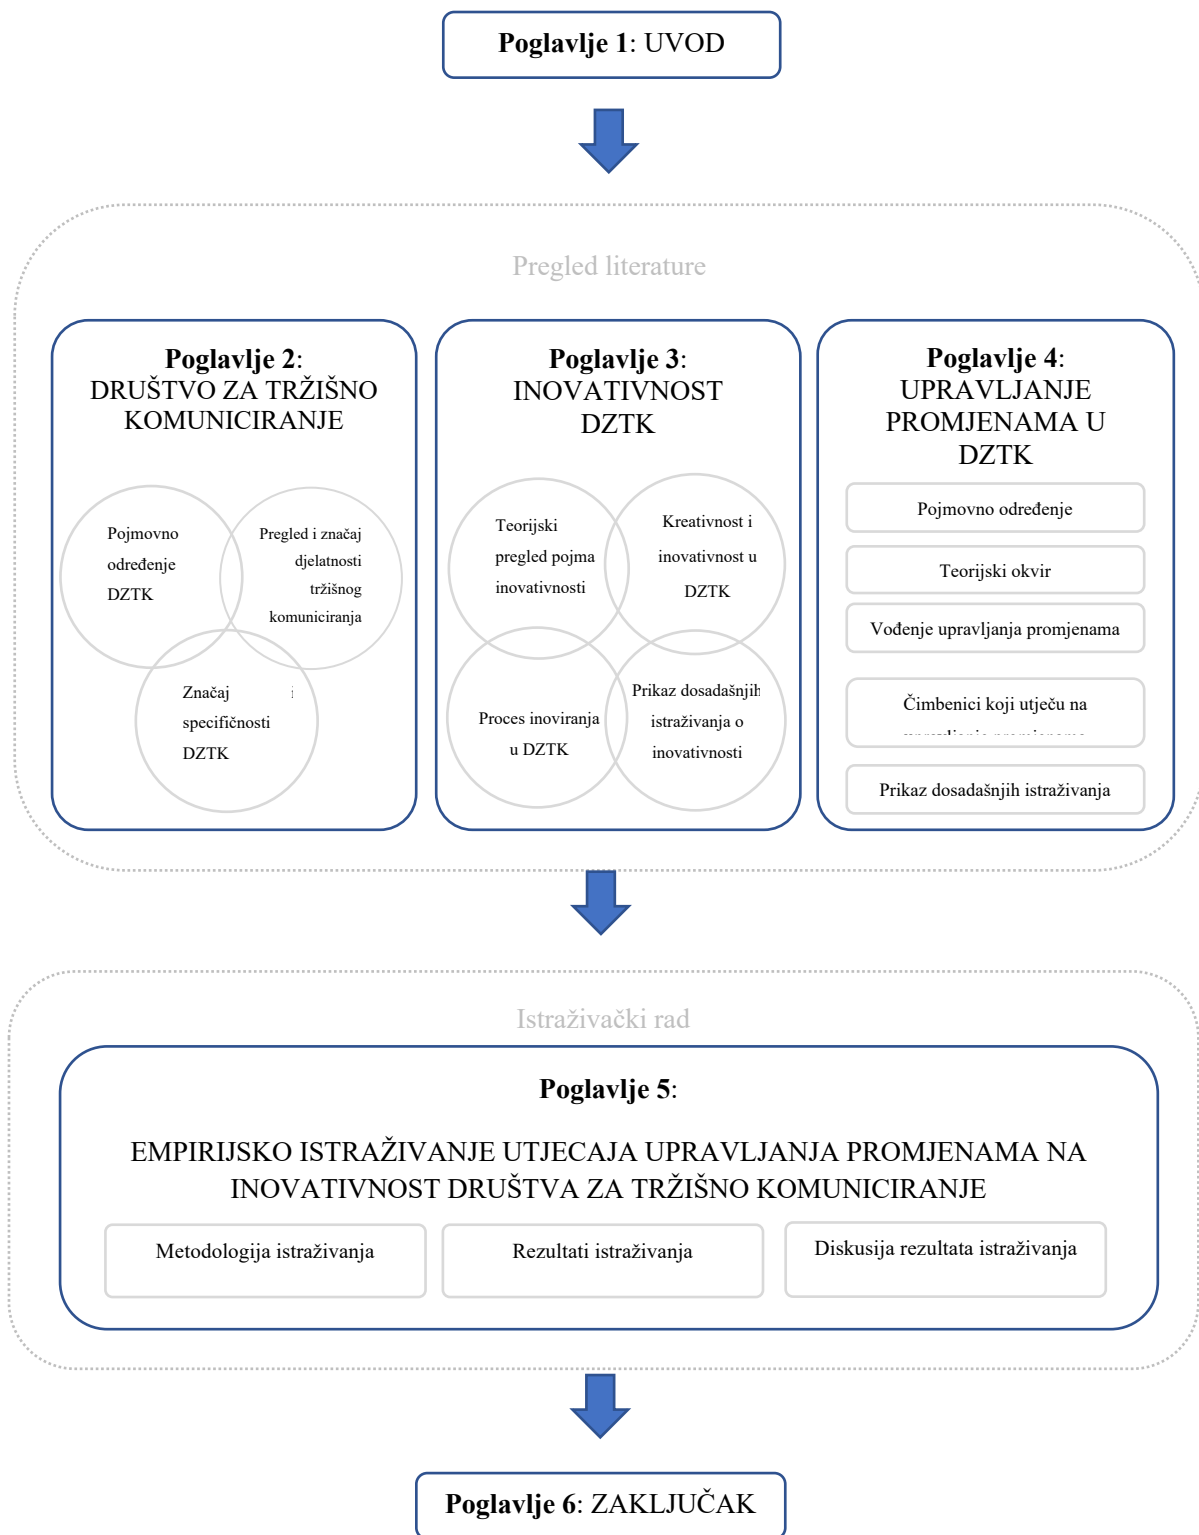 Poglavlje 1: UVOD
Pregled literature
Poglavlje 2:
DRUŠTVO ZA TRŽIŠNO
KOMUNICIRANJE
Pojmovno
određenje
DZTK
Pregled i značaj
djelatnosti
tržišnog
komuniciranja
Značaj i
specifičnosti
DZTK
Poglavlje 3:
INOVATIVNOST
DZTK
Teorijski
pregled pojma
inovativnosti
Kreativnost i
inovativnost u
DZTK
Proces inoviranja
u DZTK
Prikaz dosadašnjih
istraživanja o
inovativnosti
Poglavlje 4:
UPRAVLJANJE
PROMJENAMA U
DZTK
Pojmovno određenje
Teorijski okvir
Vođenje upravljanja promjenama
Čimbenici koji utječu na
Prikaz dosadašnjih istraživanja
Istraživački rad
Poglavlje 5:
EMPIRIJSKO ISTRAŽIVANJE UTJECAJA UPRAVLJANJA PROMJENAMA NA
INOVATIVNOST DRUŠTVA ZA TRŽIŠNO KOMUNICIRANJE
Metodologija istraživanja
Rezultati istraživanja
Diskusija rezultata istraživanja
Poglavlje 6: ZAKLJUČAK